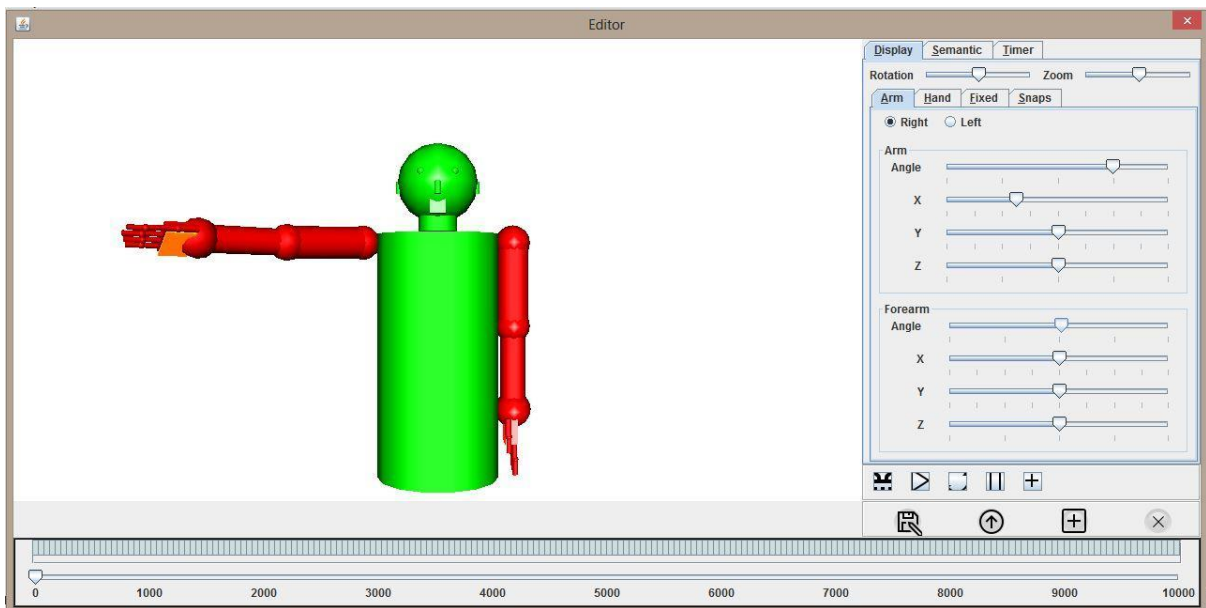 Editor
Display Semantic Timer
Rotation Zoom
Arm Hand Fixed Snaps
Right Left
Arm
Angle
X
Y
Z
Forearm
Angle
X
Y
Z
0 1000 2000 3000 4000 5000 6000 7000 8000 9000 10000